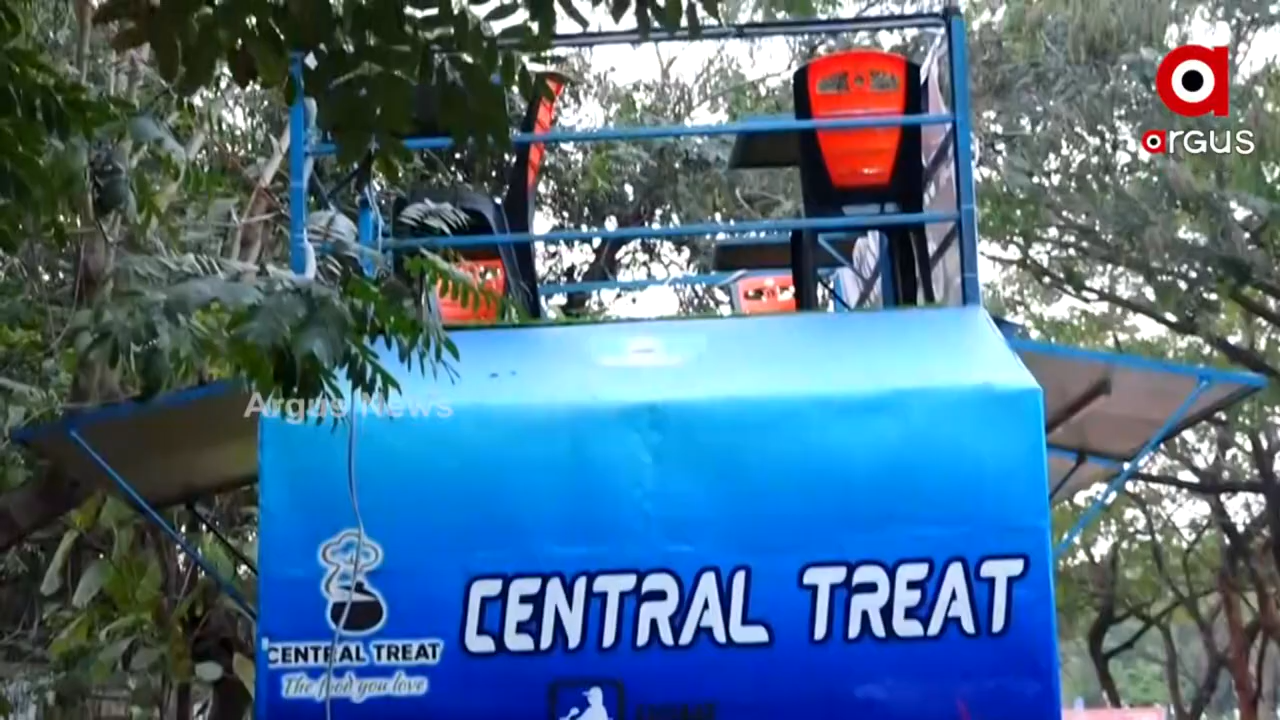 argus
Argus News
CENTRAL TREAT
CENTRAL TREAT
The food you love